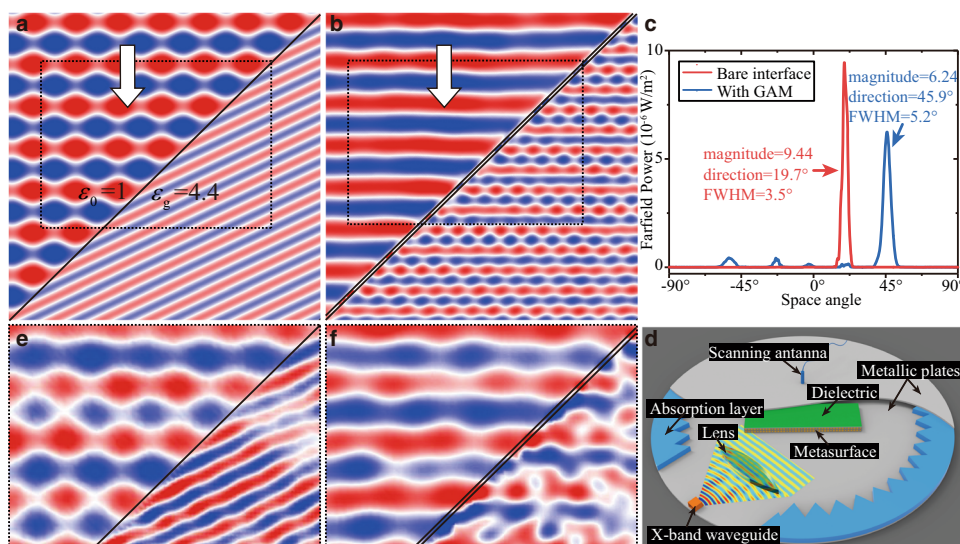 a
b
c
ε₀=1
ε_g=4.4
Farfield Power (10⁻⁶ W/m²)
10
5
0
Bare interface
With GAM
magnitude=6.24
direction=45.9°
FWHM=5.2°
magnitude=9.44
direction=19.7°
FWHM=3.5°
-90°
-45°
0°
45°
90°
Space angle
e
f
d
Scanning antanna
Metallic plates
Dielectric
Absorption layer
Lens
Metasurface
X-band waveguide